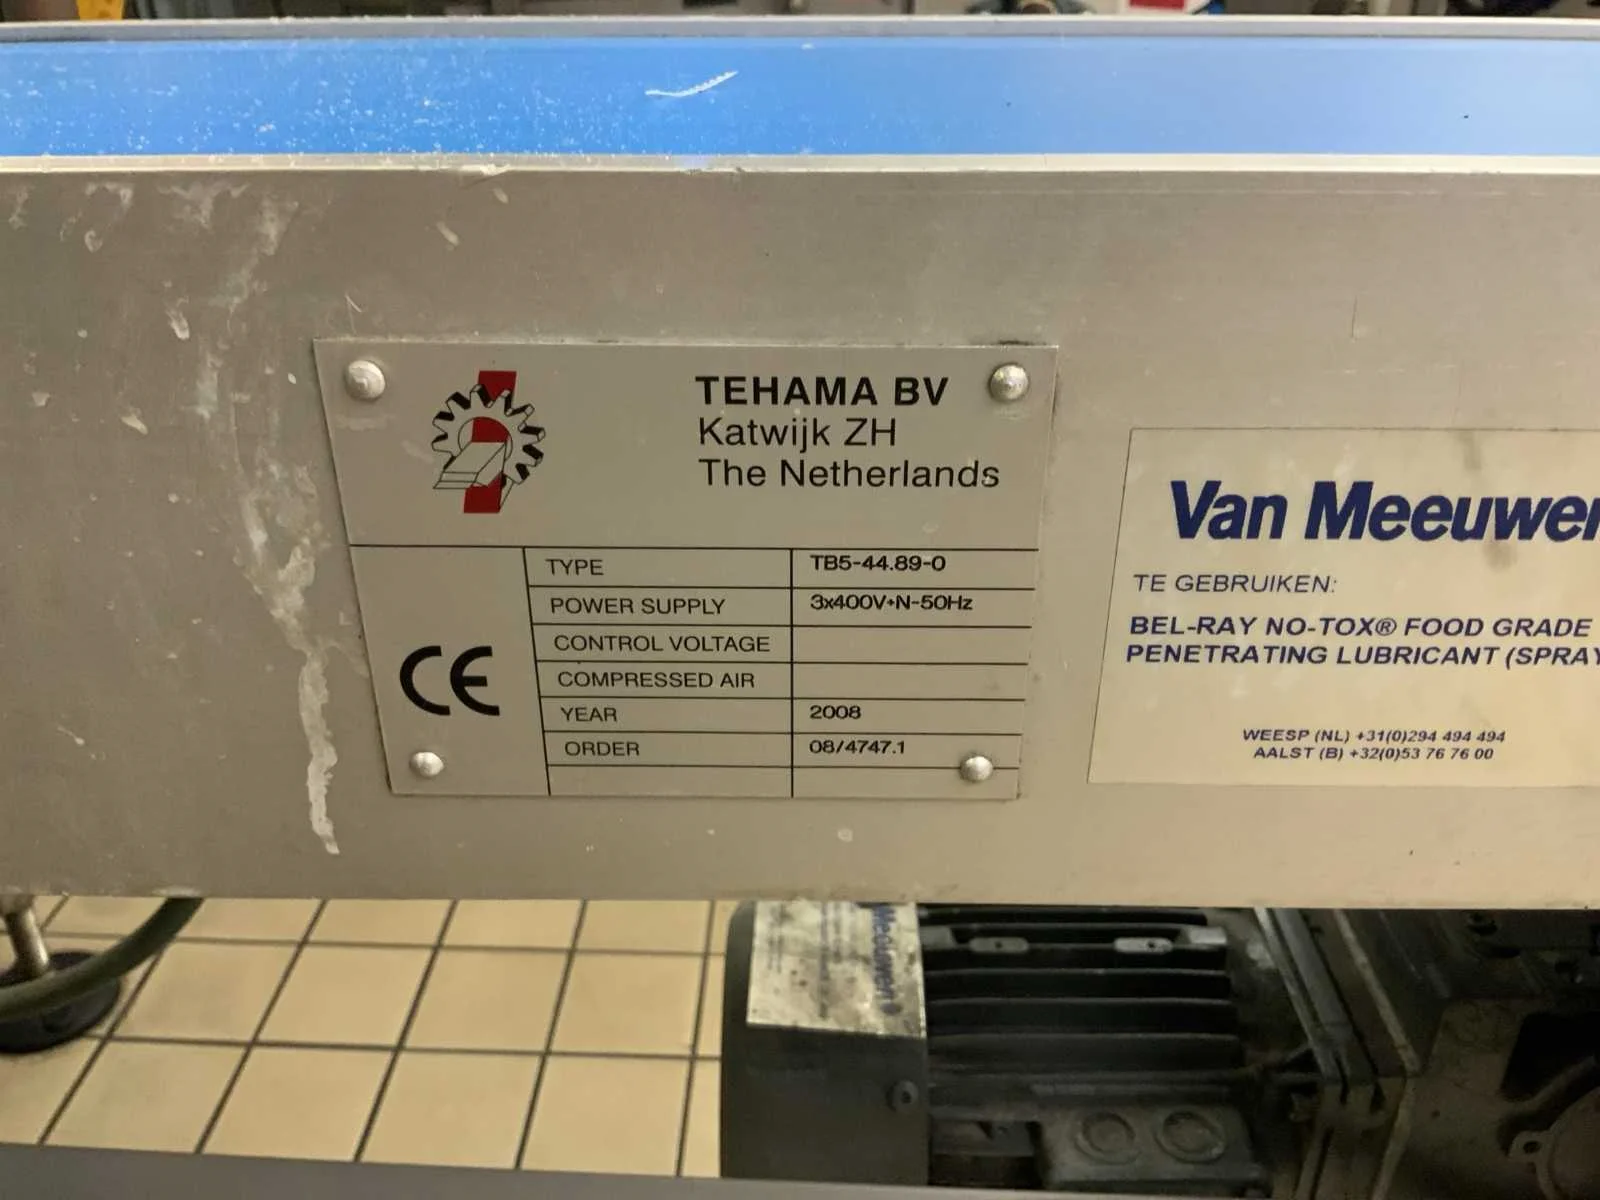 TEHAMA BV
Katwijk ZH
The Netherlands
TYPE TB5-44.89-0
POWER SUPPLY 3x400V+N-50Hz
CONTROL VOLTAGE
COMPRESSED AIR
YEAR 2008
ORDER 08/4747.1
CE
Van Meeuwen
TE GEBRUIKEN:
BEL-RAY NO-TOX® FOOD GRADE
PENETRATING LUBRICANT (SPRAY
WEESP (NL) +31(0)294 494 494
AALST (B) +32(0)53 76 76 00
Meeuwen